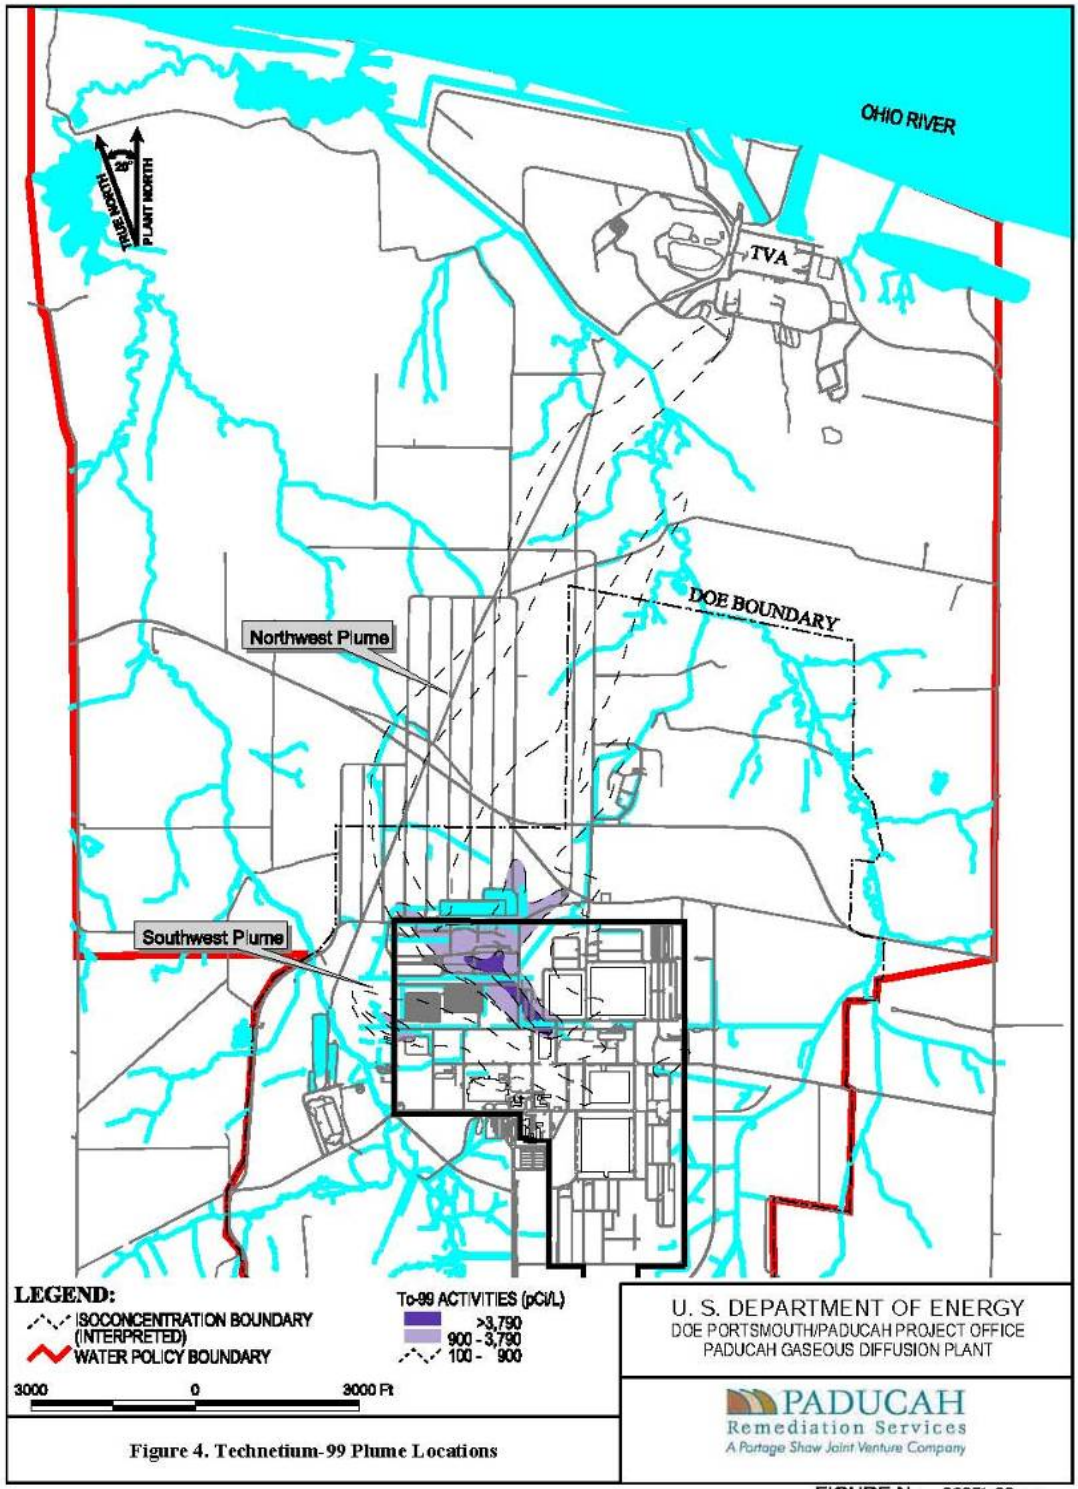 OHIO RIVER
TRUE NORTH
PLANT NORTH
TVA
DOE BOUNDARY
Northwest Plume
Southwest Plume
LEGEND:
ISOCONCENTRATION BOUNDARY
(INTERPRETED)
WATER POLICY BOUNDARY
3000 0 3000 Ft
Tc-99 ACTIVITIES (pCi/L)
>3,790
900 - 3,790
100 - 900
Figure 4. Technetium-99 Plume Locations
U. S. DEPARTMENT OF ENERGY
DOE PORTSMOUTH/PADUCAH PROJECT OFFICE
PADUCAH GASEOUS DIFFUSION PLANT
PADUCAH
Remediation Services
A Portage Shaw Joint Venture Company